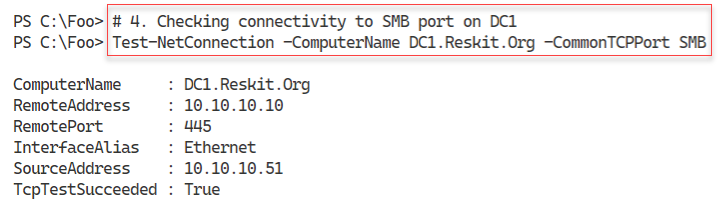 PS C:\Foo> # 4. Checking connectivity to SMB port on DC1
PS C:\Foo> Test-NetConnection -ComputerName DC1.Reskit.Org -CommonTCPPort SMB
ComputerName     : DC1.Reskit.Org
RemoteAddress    : 10.10.10.10
RemotePort       : 445
InterfaceAlias   : Ethernet
SourceAddress    : 10.10.10.51
TcpTestSucceeded : True